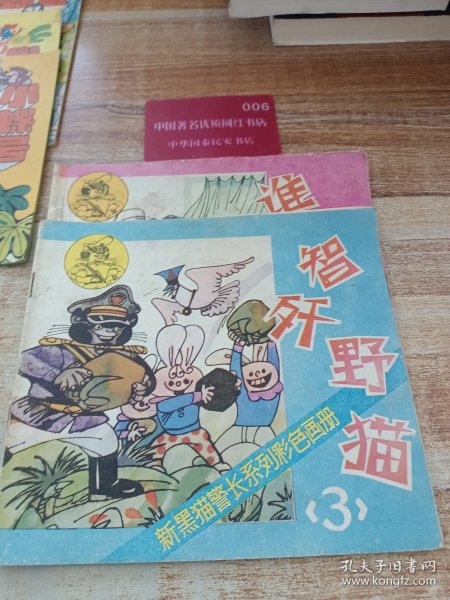 006
中国著名优质网红书店
中华国泰民安书店
谁
智歼野猫
新黑猫警长系列彩色画册
〈3〉
孔夫子旧书网
www.kongfz.com